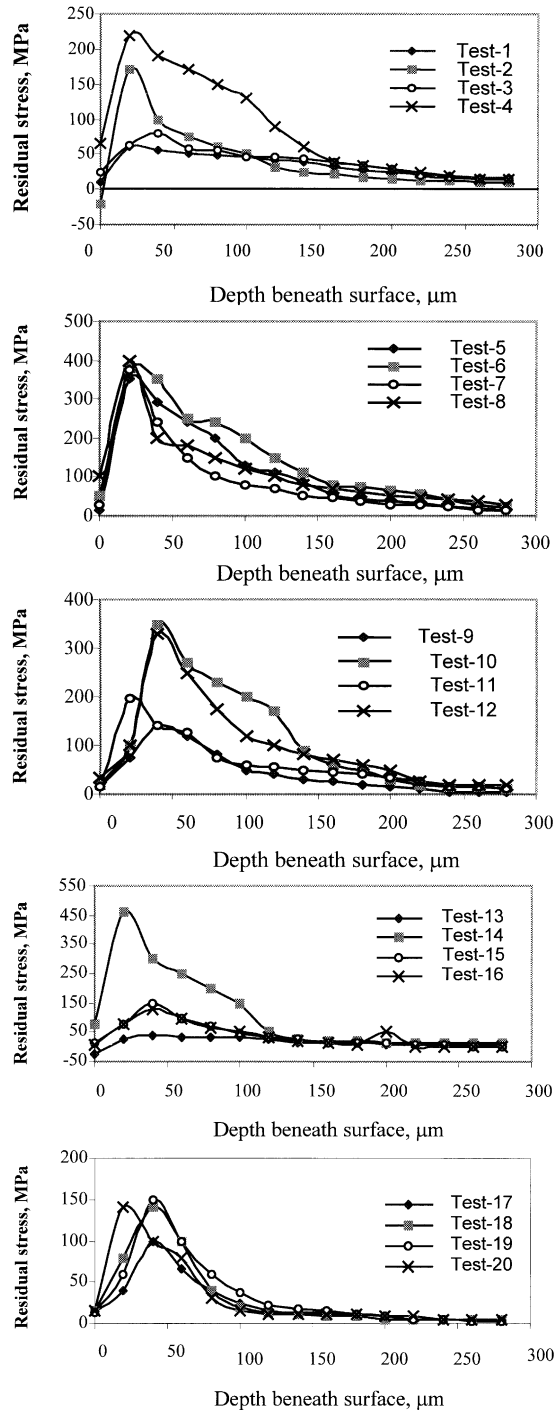 Residual stress, MPa
250
200
150
100
50
0
-50
Test-1
Test-2
Test-3
Test-4
0 50 100 150 200 250 300
Depth beneath surface, μm
Residual stress, MPa
500
400
300
200
100
0
Test-5
Test-6
Test-7
Test-8
0 50 100 150 200 250 300
Depth beneath surface, μm
Residual stress, MPa
400
300
200
100
0
Test-9
Test-10
Test-11
Test-12
0 50 100 150 200 250 300
Depth beneath surface, μm
Residual stress, MPa
550
450
350
250
150
50
-50
Test-13
Test-14
Test-15
Test-16
0 50 100 150 200 250 300
Depth beneath surface, μm
Residual stress, MPa
200
150
100
50
0
Test-17
Test-18
Test-19
Test-20
0 50 100 150 200 250 300
Depth beneath surface, μm